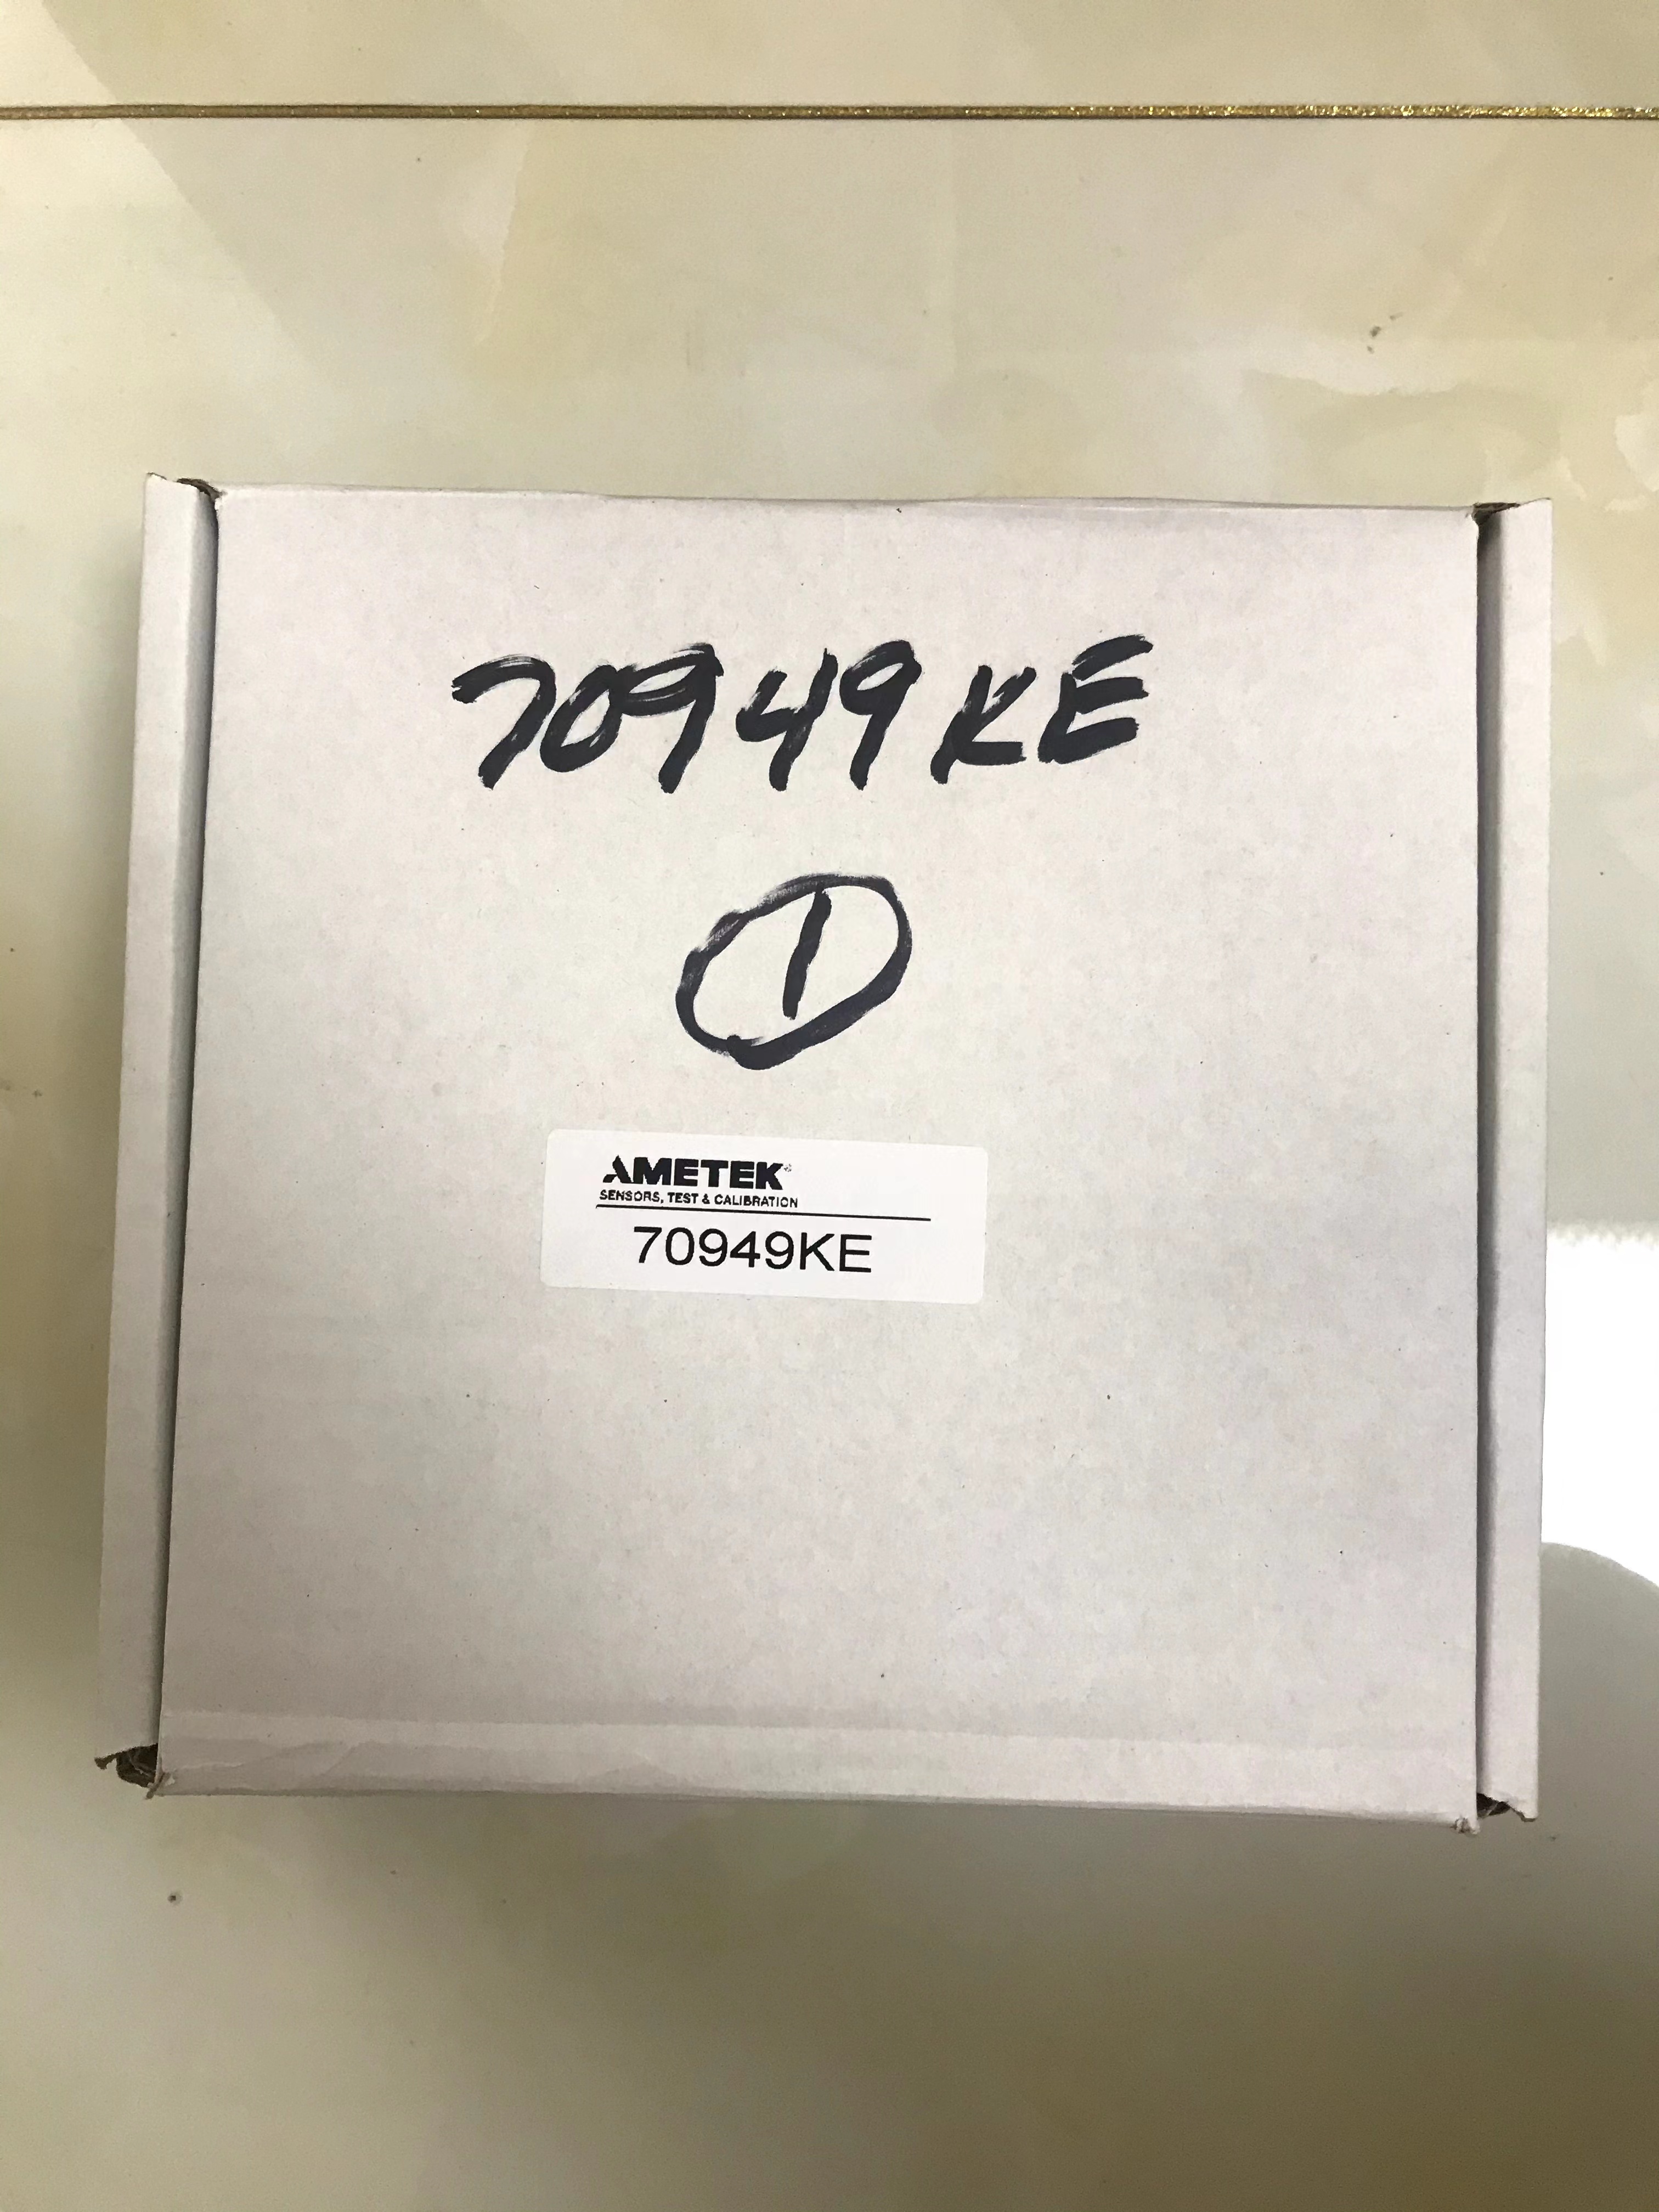 70949KE
1
AMETEK®
SENSORS, TEST & CALIBRATION
70949KE